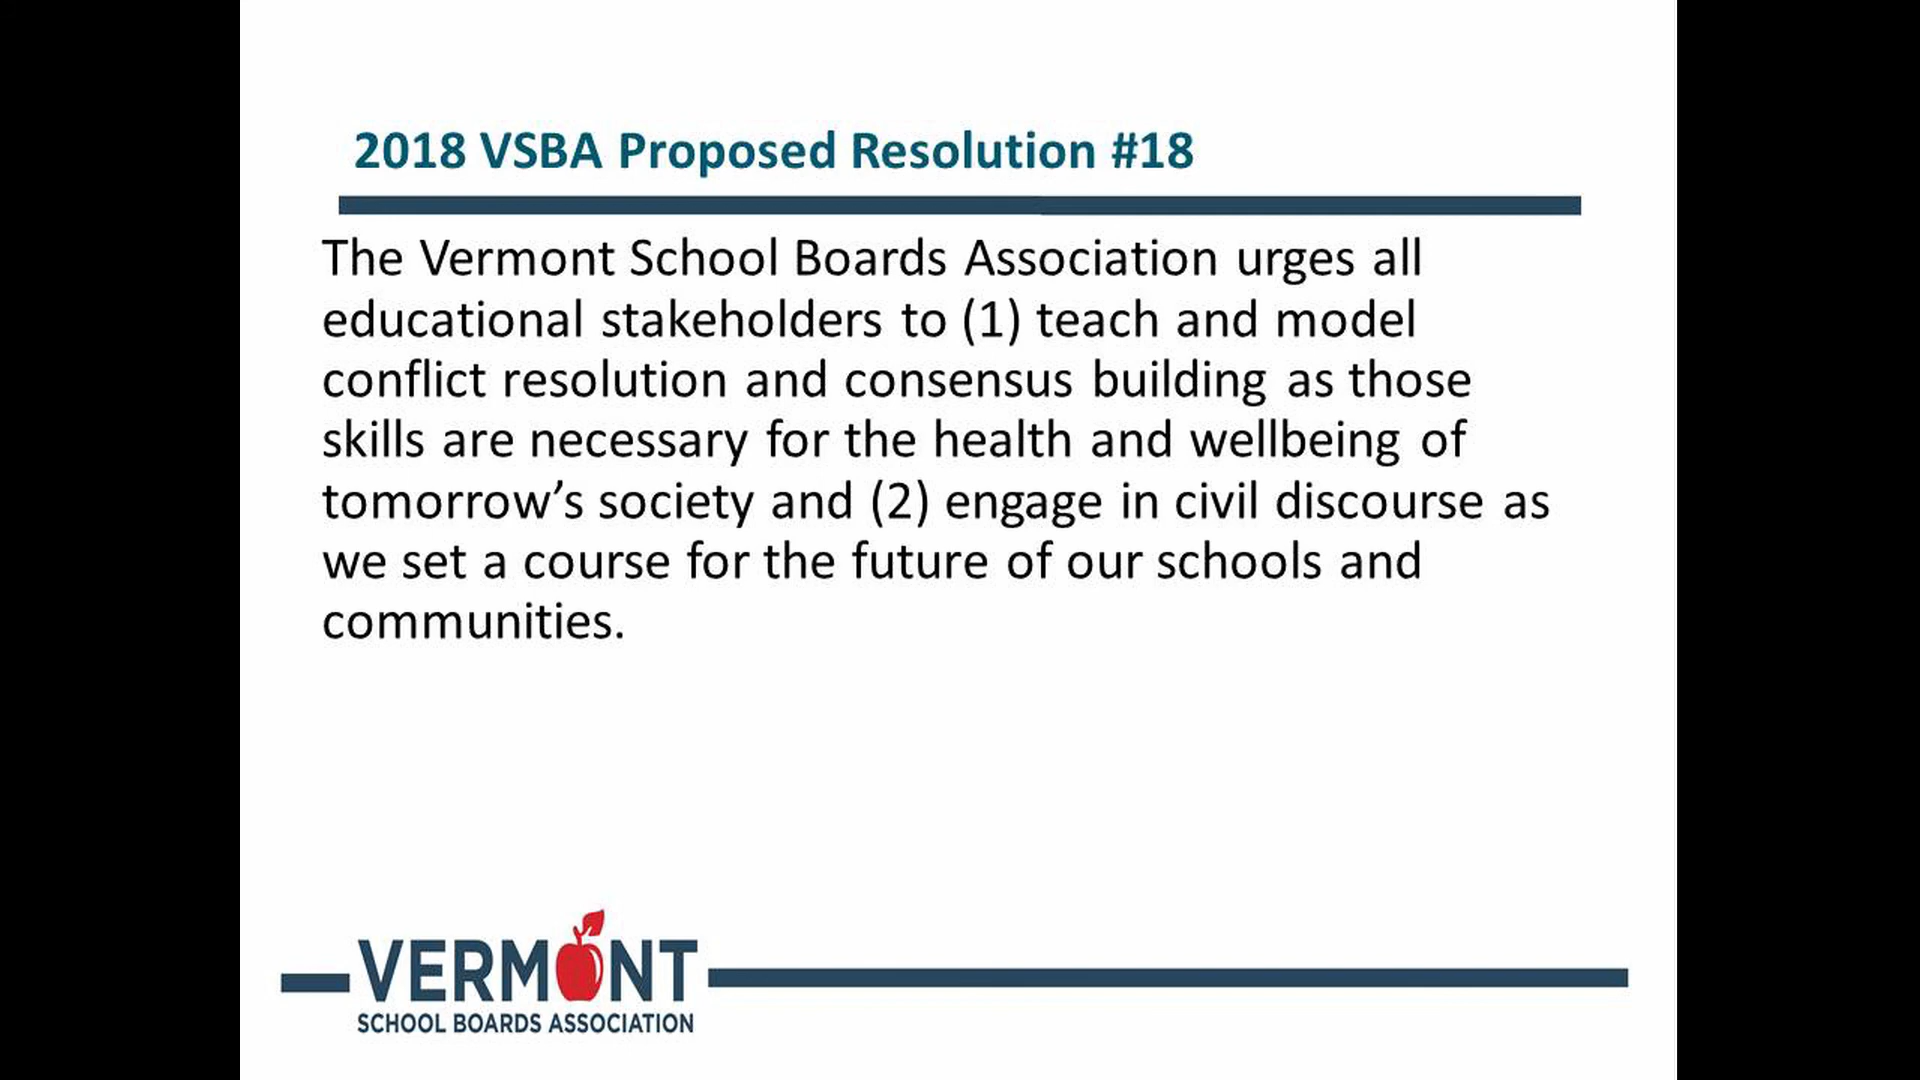 2018 VSBA Proposed Resolution #18
The Vermont School Boards Association urges all
educational stakeholders to (1) teach and model
conflict resolution and consensus building as those
skills are necessary for the health and wellbeing of
tomorrow’s society and (2) engage in civil discourse as
we set a course for the future of our schools and
communities.
VERMONT
SCHOOL BOARDS ASSOCIATION